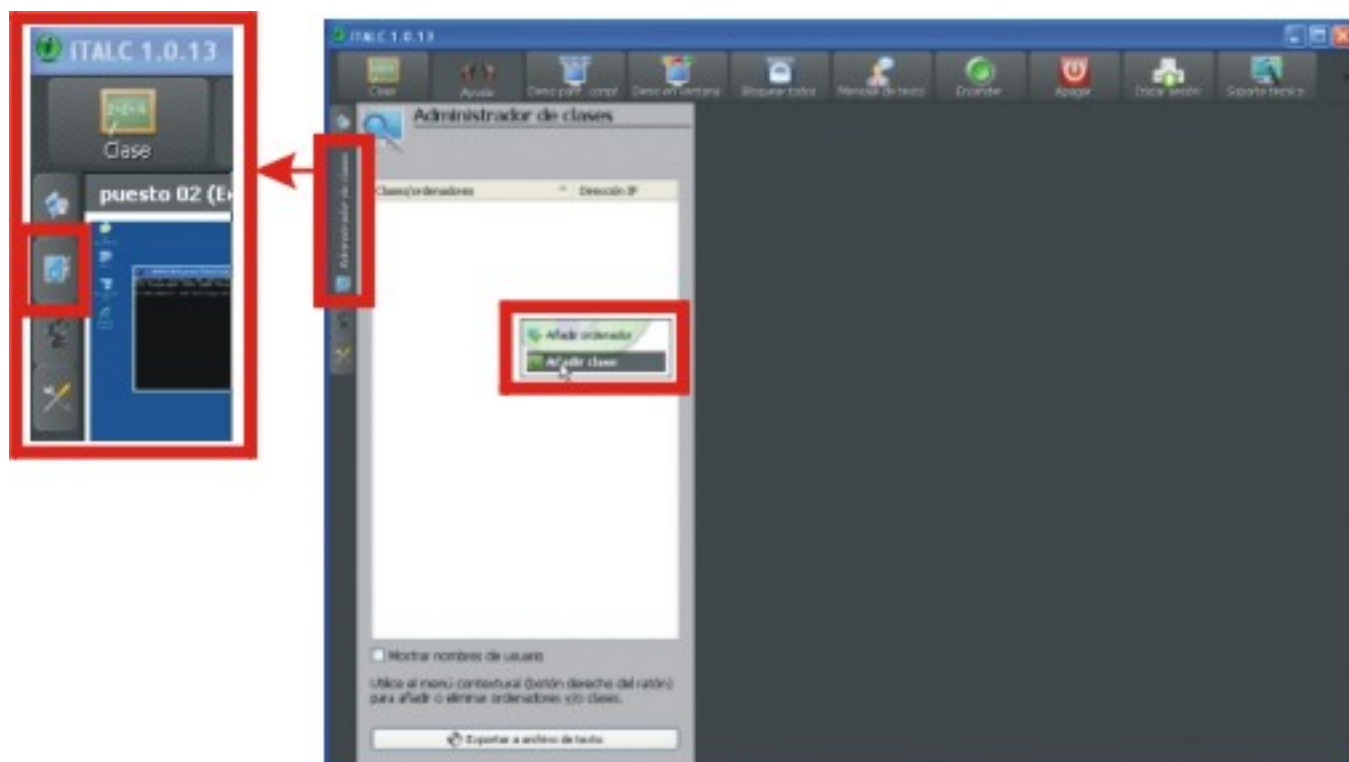 iTALC 1.0.13
Clase
puesto 02 (E
iTALC 1.0.13
Clase
Ayuda
Demo pant. compl
Demo en ventana
Bloquear todos
Mensaje de texto
Encender
Apagar
Iniciar sesión
Soporte técnico
Administrador de clases
Administrador de clases
Clases/ordenadores
Dirección IP
Añadir ordenador
Añadir clase
Mostrar nombres de usuario
Utilice el menú contextual (botón derecho del ratón)
para añadir o eliminar ordenadores y/o clases.
Exportar a archivo de texto